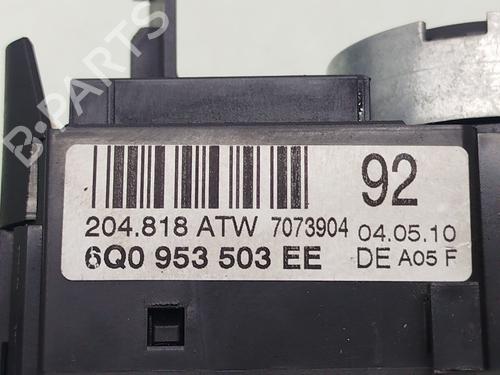 B-PARTS
92
204.818 ATW 7073904 04.05.10
6Q0 953 503 EE DE A05 F